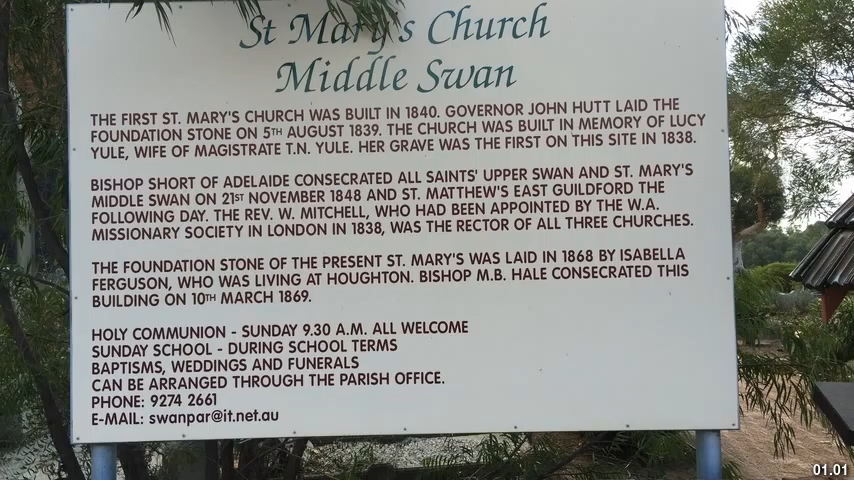 St Mary's Church
Middle Swan
THE FIRST ST. MARY'S CHURCH WAS BUILT IN 1840. GOVERNOR JOHN HUTT LAID THE
FOUNDATION STONE ON 5TH AUGUST 1839. THE CHURCH WAS BUILT IN MEMORY OF LUCY
YULE, WIFE OF MAGISTRATE T.N. YULE. HER GRAVE WAS THE FIRST ON THIS SITE IN 1838.
BISHOP SHORT OF ADELAIDE CONSECRATED ALL SAINTS' UPPER SWAN AND ST. MARY'S
MIDDLE SWAN ON 21ST NOVEMBER 1848 AND ST. MATTHEW'S EAST GUILDFORD THE
FOLLOWING DAY. THE REV. W. MITCHELL, WHO HAD BEEN APPOINTED BY THE W.A.
MISSIONARY SOCIETY IN LONDON IN 1838, WAS THE RECTOR OF ALL THREE CHURCHES.
THE FOUNDATION STONE OF THE PRESENT ST. MARY'S WAS LAID IN 1868 BY ISABELLA
FERGUSON, WHO WAS LIVING AT HOUGHTON. BISHOP M.B. HALE CONSECRATED THIS
BUILDING ON 10TH MARCH 1869.
HOLY COMMUNION - SUNDAY 9.30 A.M. ALL WELCOME
SUNDAY SCHOOL - DURING SCHOOL TERMS
BAPTISMS, WEDDINGS AND FUNERALS
CAN BE ARRANGED THROUGH THE PARISH OFFICE.
PHONE: 9274 2661
E-MAIL: swanpar@it.net.au
01.01